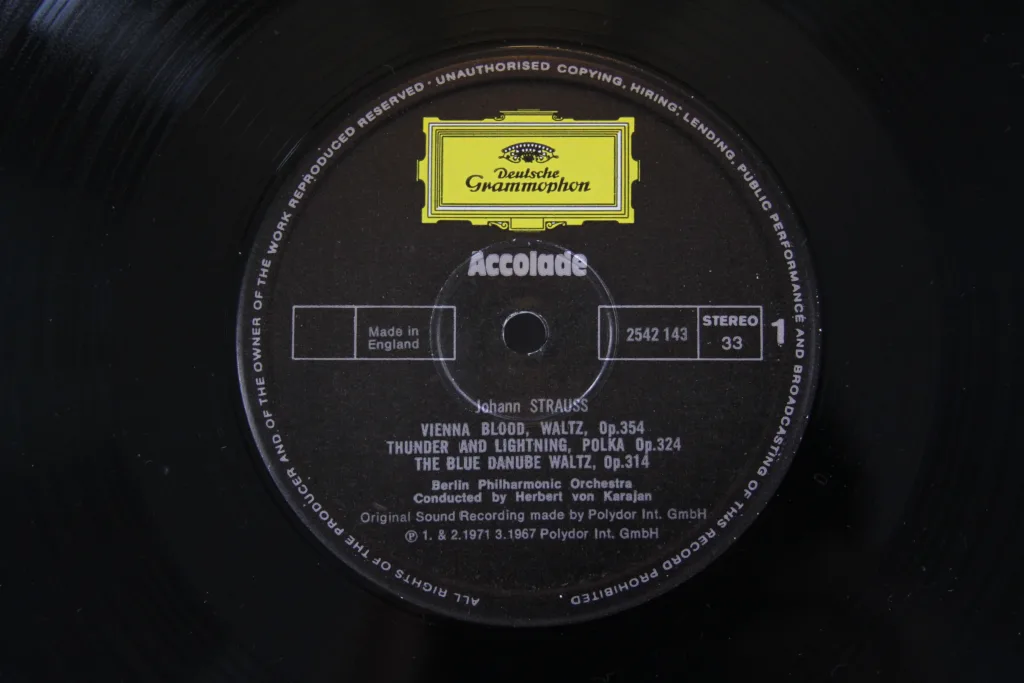 ALL RIGHTS OF THE PRODUCER AND OF THE OWNER OF THE WORK REPRODUCED RESERVED · UNAUTHORISED COPYING, HIRING, LENDING, PUBLIC PERFORMANCE AND BROADCASTING OF THIS RECORD PROHIBITED
Deutsche
Grammophon
Accolade
Made in
England
2542 143
STEREO
33
1
Johann STRAUSS
VIENNA BLOOD, WALTZ, Op.354
THUNDER AND LIGHTNING, POLKA Op.324
THE BLUE DANUBE WALTZ, Op.314
Berlin Philharmonic Orchestra
Conducted by Herbert von Karajan
Original Sound Recording made by Polydor Int. GmbH
℗ 1. & 2.1971 3.1967 Polydor Int. GmbH